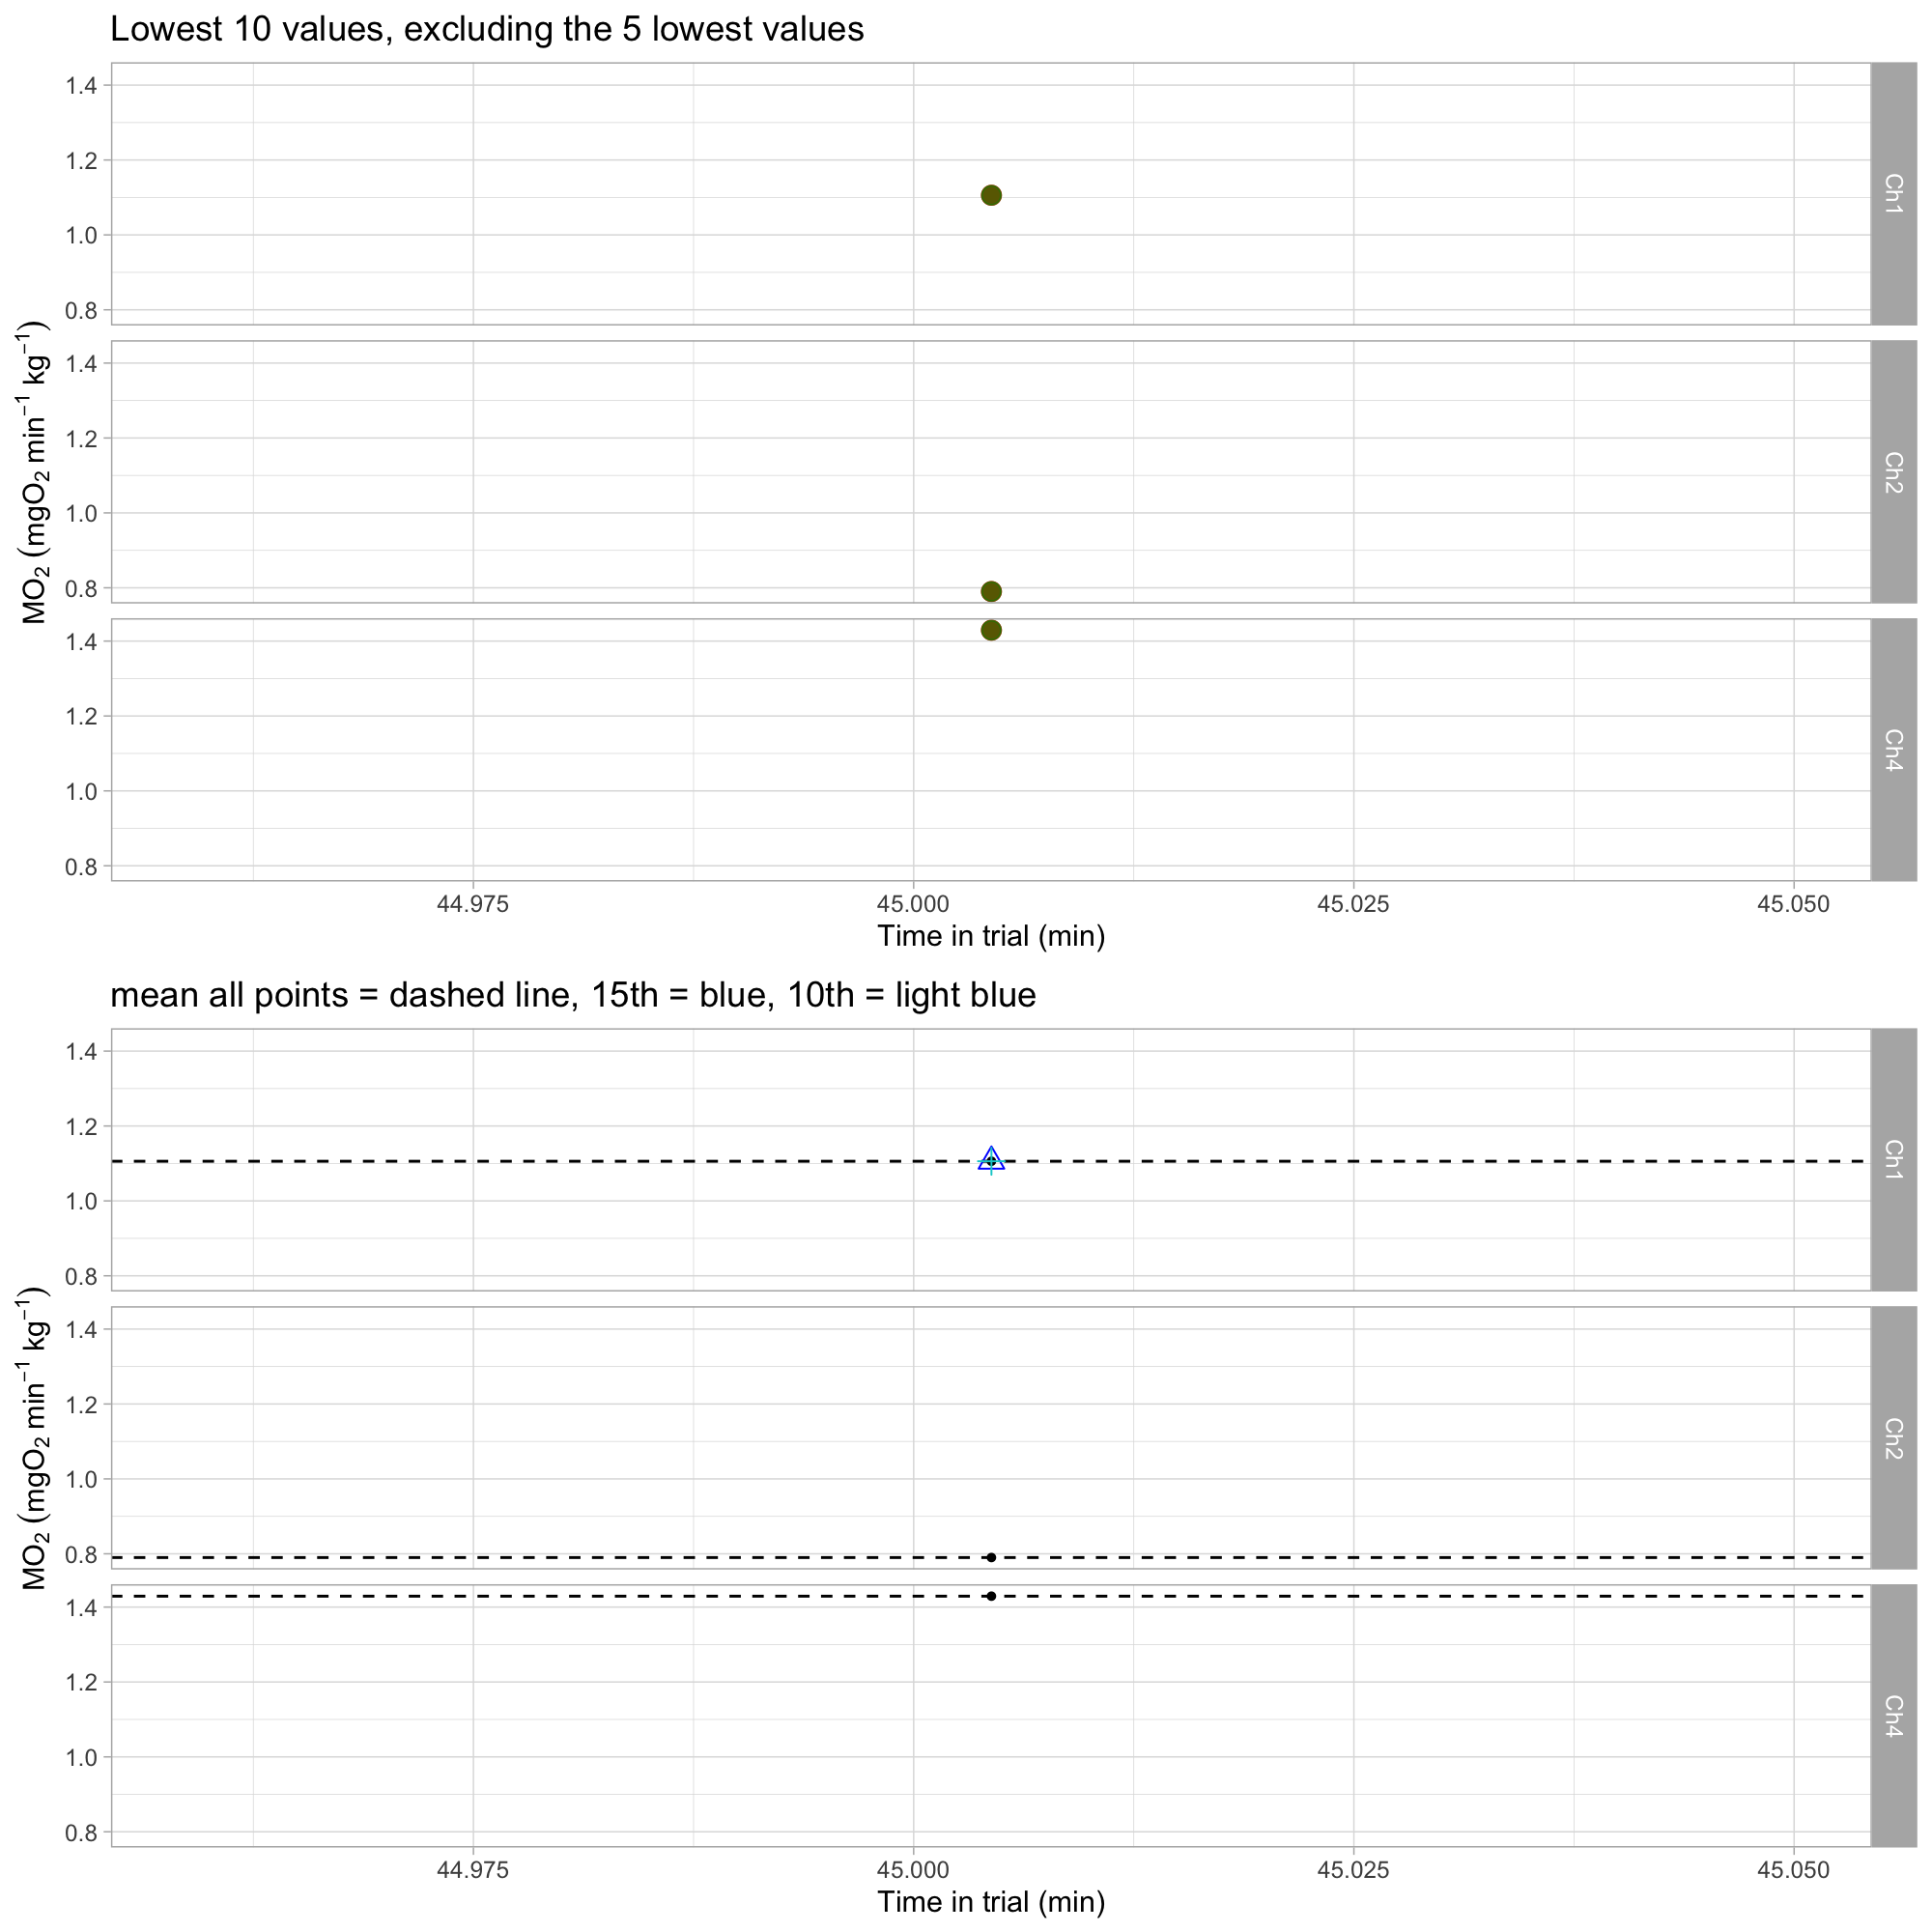 Lowest 10 values, excluding the 5 lowest values
1.4
1.2
1.0
0.8
Ch1
1.4
1.2
1.0
0.8
Ch2
1.4
1.2
1.0
0.8
Ch4
MO₂ (mgO₂ min⁻¹ kg⁻¹)
44.975 45.000 45.025 45.050
Time in trial (min)
mean all points = dashed line, 15th = blue, 10th = light blue
1.4
1.2
1.0
0.8
Ch1
1.4
1.2
1.0
0.8
Ch2
1.4
1.2
1.0
0.8
Ch4
MO₂ (mgO₂ min⁻¹ kg⁻¹)
44.975 45.000 45.025 45.050
Time in trial (min)